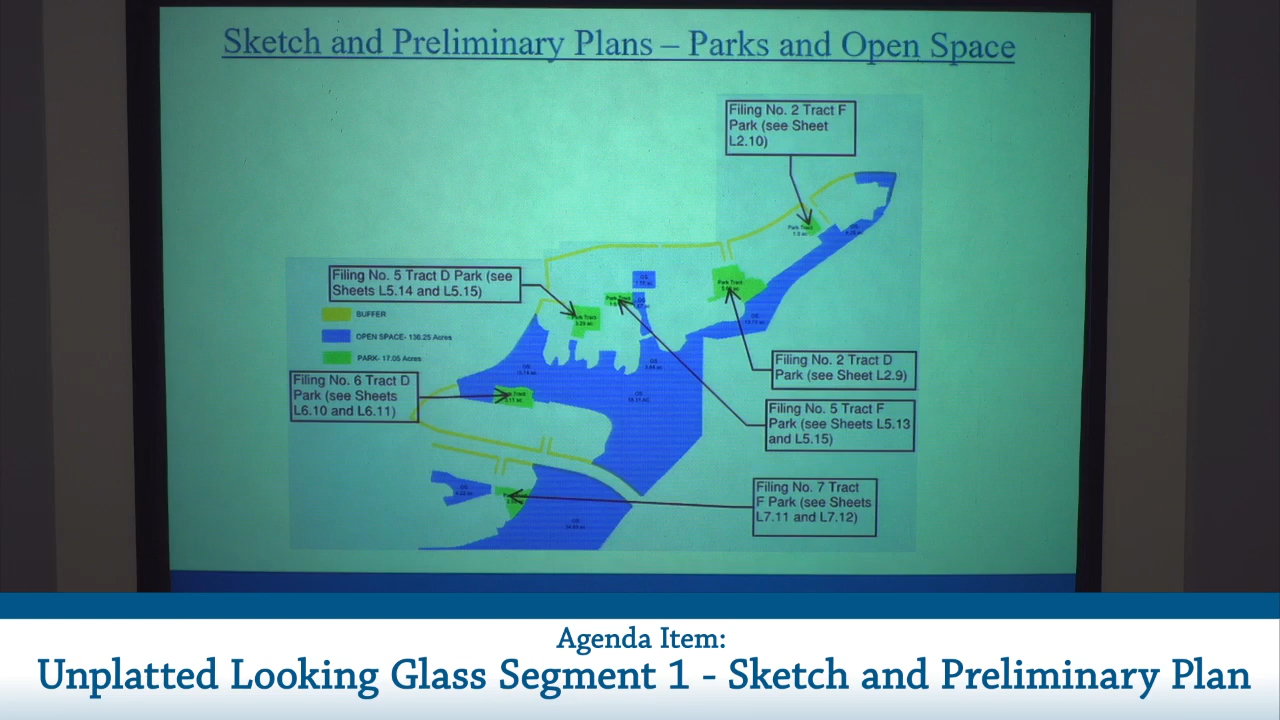 Sketch and Preliminary Plans – Parks and Open Space
Filing No. 2 Tract F
Park (see Sheet
L2.10)
Filing No. 5 Tract D Park (see
Sheets L5.14 and L5.15)
BUFFER
OPEN SPACE- 136.25 Acres
PARK- 17.05 Acres
Filing No. 6 Tract D
Park (see Sheets
L6.10 and L6.11)
Park Tract
Park Tract
Filing No. 2 Tract D
Park (see Sheet L2.9)
Filing No. 5 Tract F
Park (see Sheets L5.13
and L5.15)
Filing No. 7 Tract
F Park (see Sheets
L7.11 and L7.12)
Agenda Item:
Unplatted Looking Glass Segment 1 - Sketch and Preliminary Plan